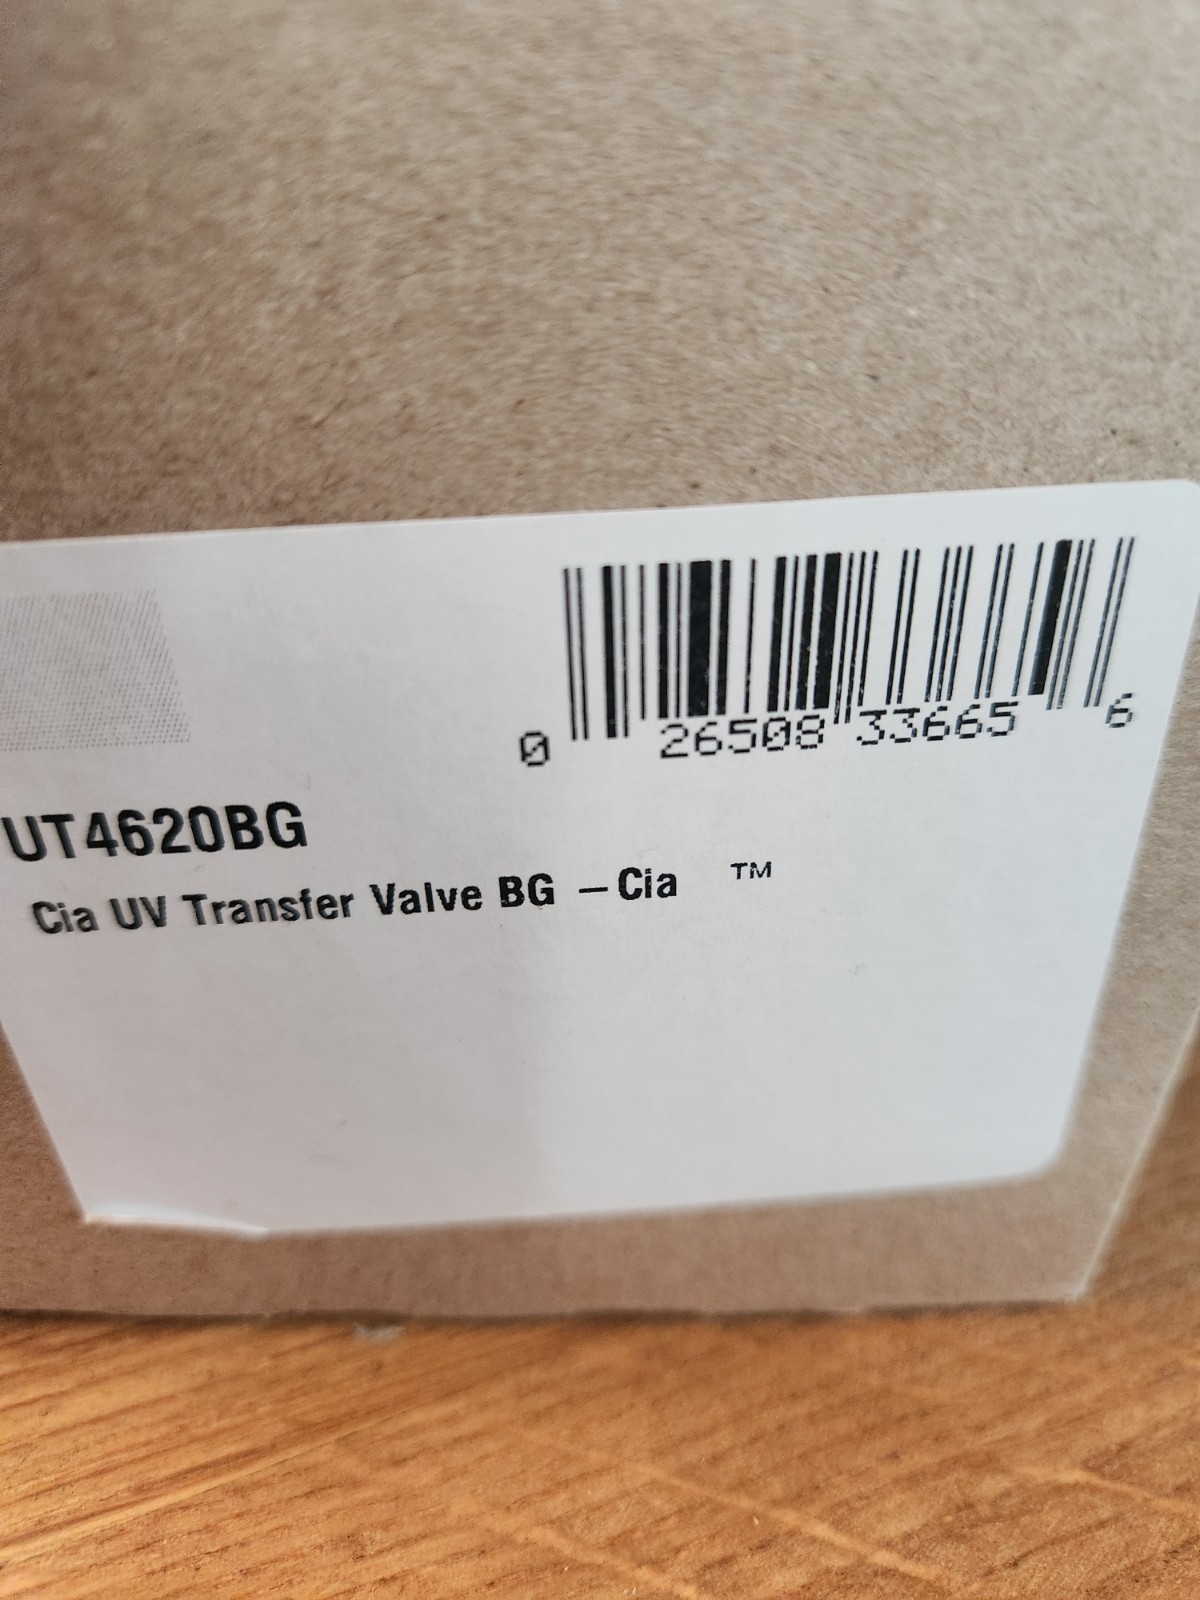 0 26508 33665 6
UT4620BG
Cia UV Transfer Valve BG – Cia ™